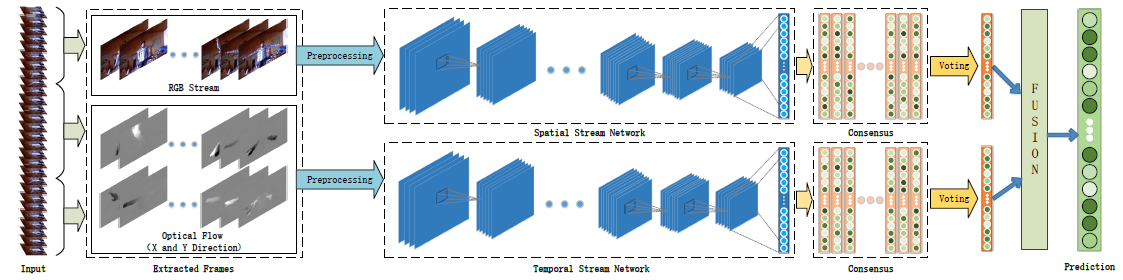 RGB Stream
Preprocessing
Spatial Stream Network
Consensus
Voting
FUSION
Optical Flow
(X and Y Direction)
Preprocessing
Voting
Input
Extracted Frames
Temporal Stream Network
Consensus
Prediction